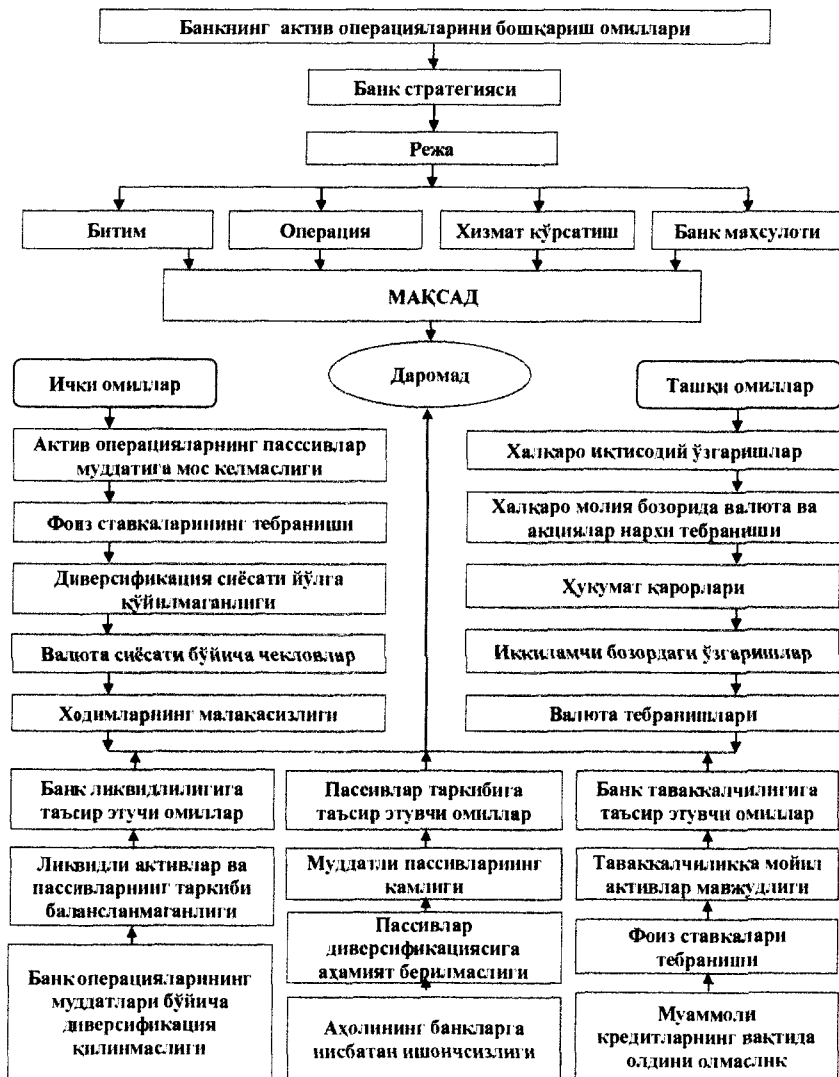 Банкнинг актив операцияларини бошқариш омиллари
Банк стратегияси
Режа
Битим
Операция
Хизмат кўрсатиш
Банк маҳсулоти
МАҚСАД
Даромад
Ички омиллар
Актив операцияларнинг пасссивлар
муддатига мос келмаслиги
Фоиз ставкаларининг тебраниши
Диверсификация сиёсати йўлга
қўйилмаганлиги
Валюта сиёсати бўйича чекловлар
Ходимларнинг малакасизлиги
Ташқи омиллар
Халқаро иқтисодий ўзгаришлар
Халқаро молия бозорида валюта ва
акциялар нархи тебраниши
Ҳукумат қарорлари
Иккиламчи бозордаги ўзгаришлар
Валюта тебранишлари
Банк ликвидлилигига
таъсир этучи омиллар
Ликвидли активлар ва
пассивларнинг таркиби
балансланмаганлиги
Банк операцияларининг
муддатлари бўйича
диверсификация
қилинмаслиги
Пассивлар таркибига
таъсир этувчи омиллар
Муддатли пассивларнинг
камлиги
Пассивлар
диверсификациясига
аҳамият берилмаслиги
Аҳолининг банкларга
нисбатан ишончсизлиги
Банк таваккалчилигига
таъсир этувчи омиллар
Таваккалчиликка мойил
активлар мавжудлиги
Фоиз ставкалари
тебраниши
Муаммоли
кредитларнинг вақтида
олдини олмаслик